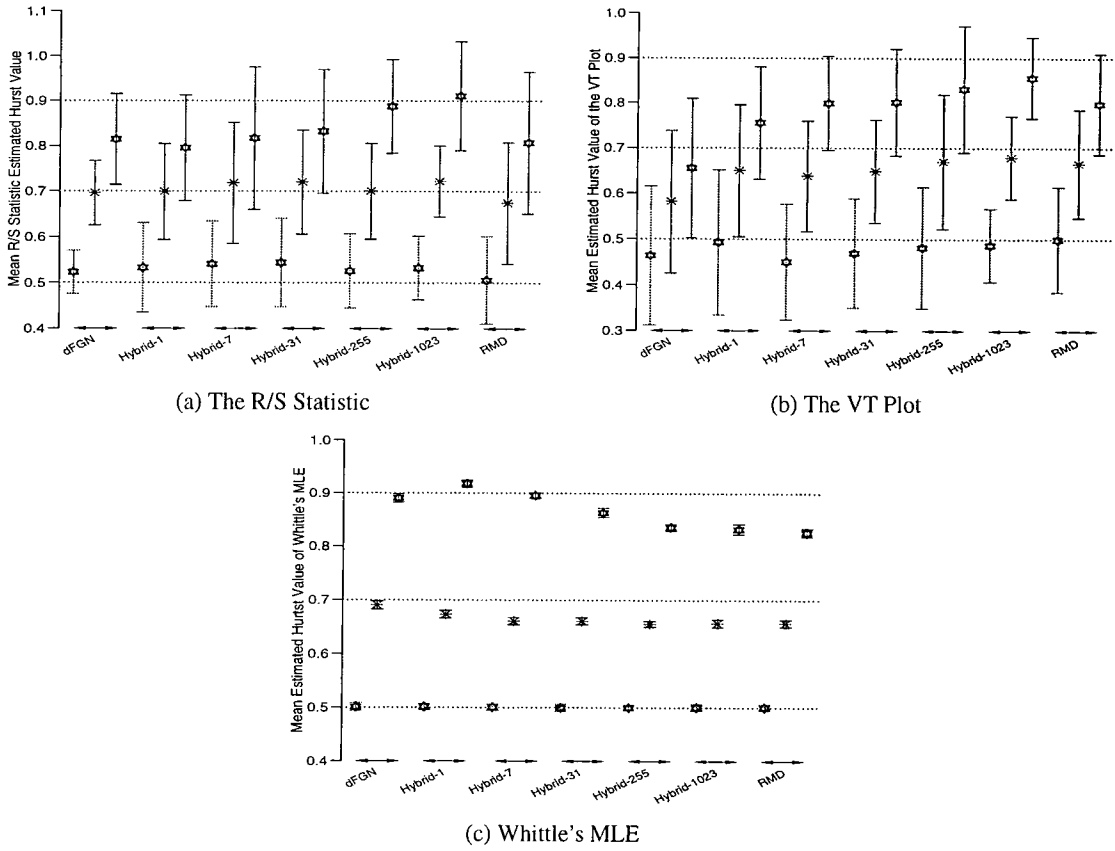 Mean R/S Statistic Estimated Hurst Value
1.1
1.0
0.9
0.8
0.7
0.6
0.5
0.4
dFGN
Hybrid-1
Hybrid-7
Hybrid-31
Hybrid-255
Hybrid-1023
RMD
(a) The R/S Statistic
Mean Estimated Hurst Value of the VT Plot
1.0
0.9
0.8
0.7
0.6
0.5
0.4
0.3
dFGN
Hybrid-1
Hybrid-7
Hybrid-31
Hybrid-255
Hybrid-1023
RMD
(b) The VT Plot
Mean Estimated Hurtst Value of Whittle's MLE
1.0
0.9
0.8
0.7
0.6
0.5
0.4
dFGN
Hybrid-1
Hybrid-7
Hybrid-31
Hybrid-255
Hybrid-1023
RMD
(c) Whittle's MLE